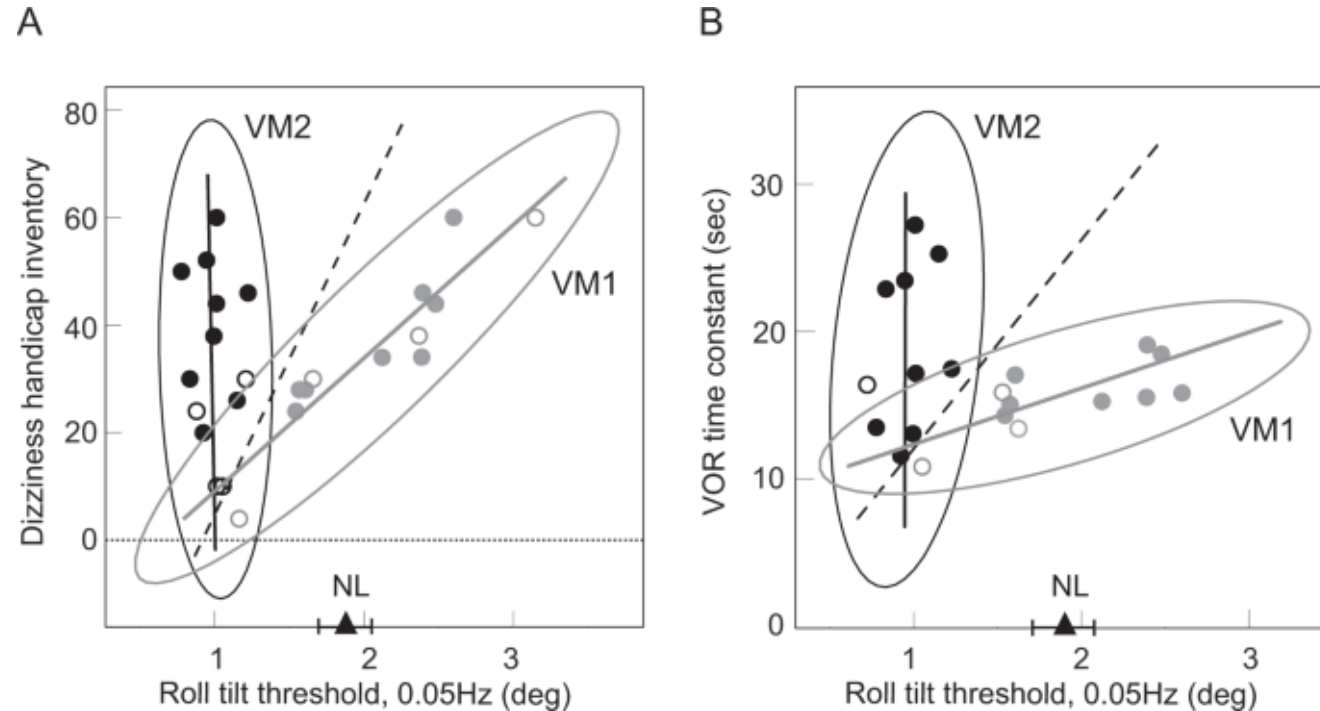 A
Dizziness handicap inventory
80
60
40
20
0
VM2
VM1
NL
1 2 3
Roll tilt threshold, 0.05Hz (deg)
B
VOR time constant (sec)
30
20
10
0
VM2
VM1
NL
1 2 3
Roll tilt threshold, 0.05Hz (deg)